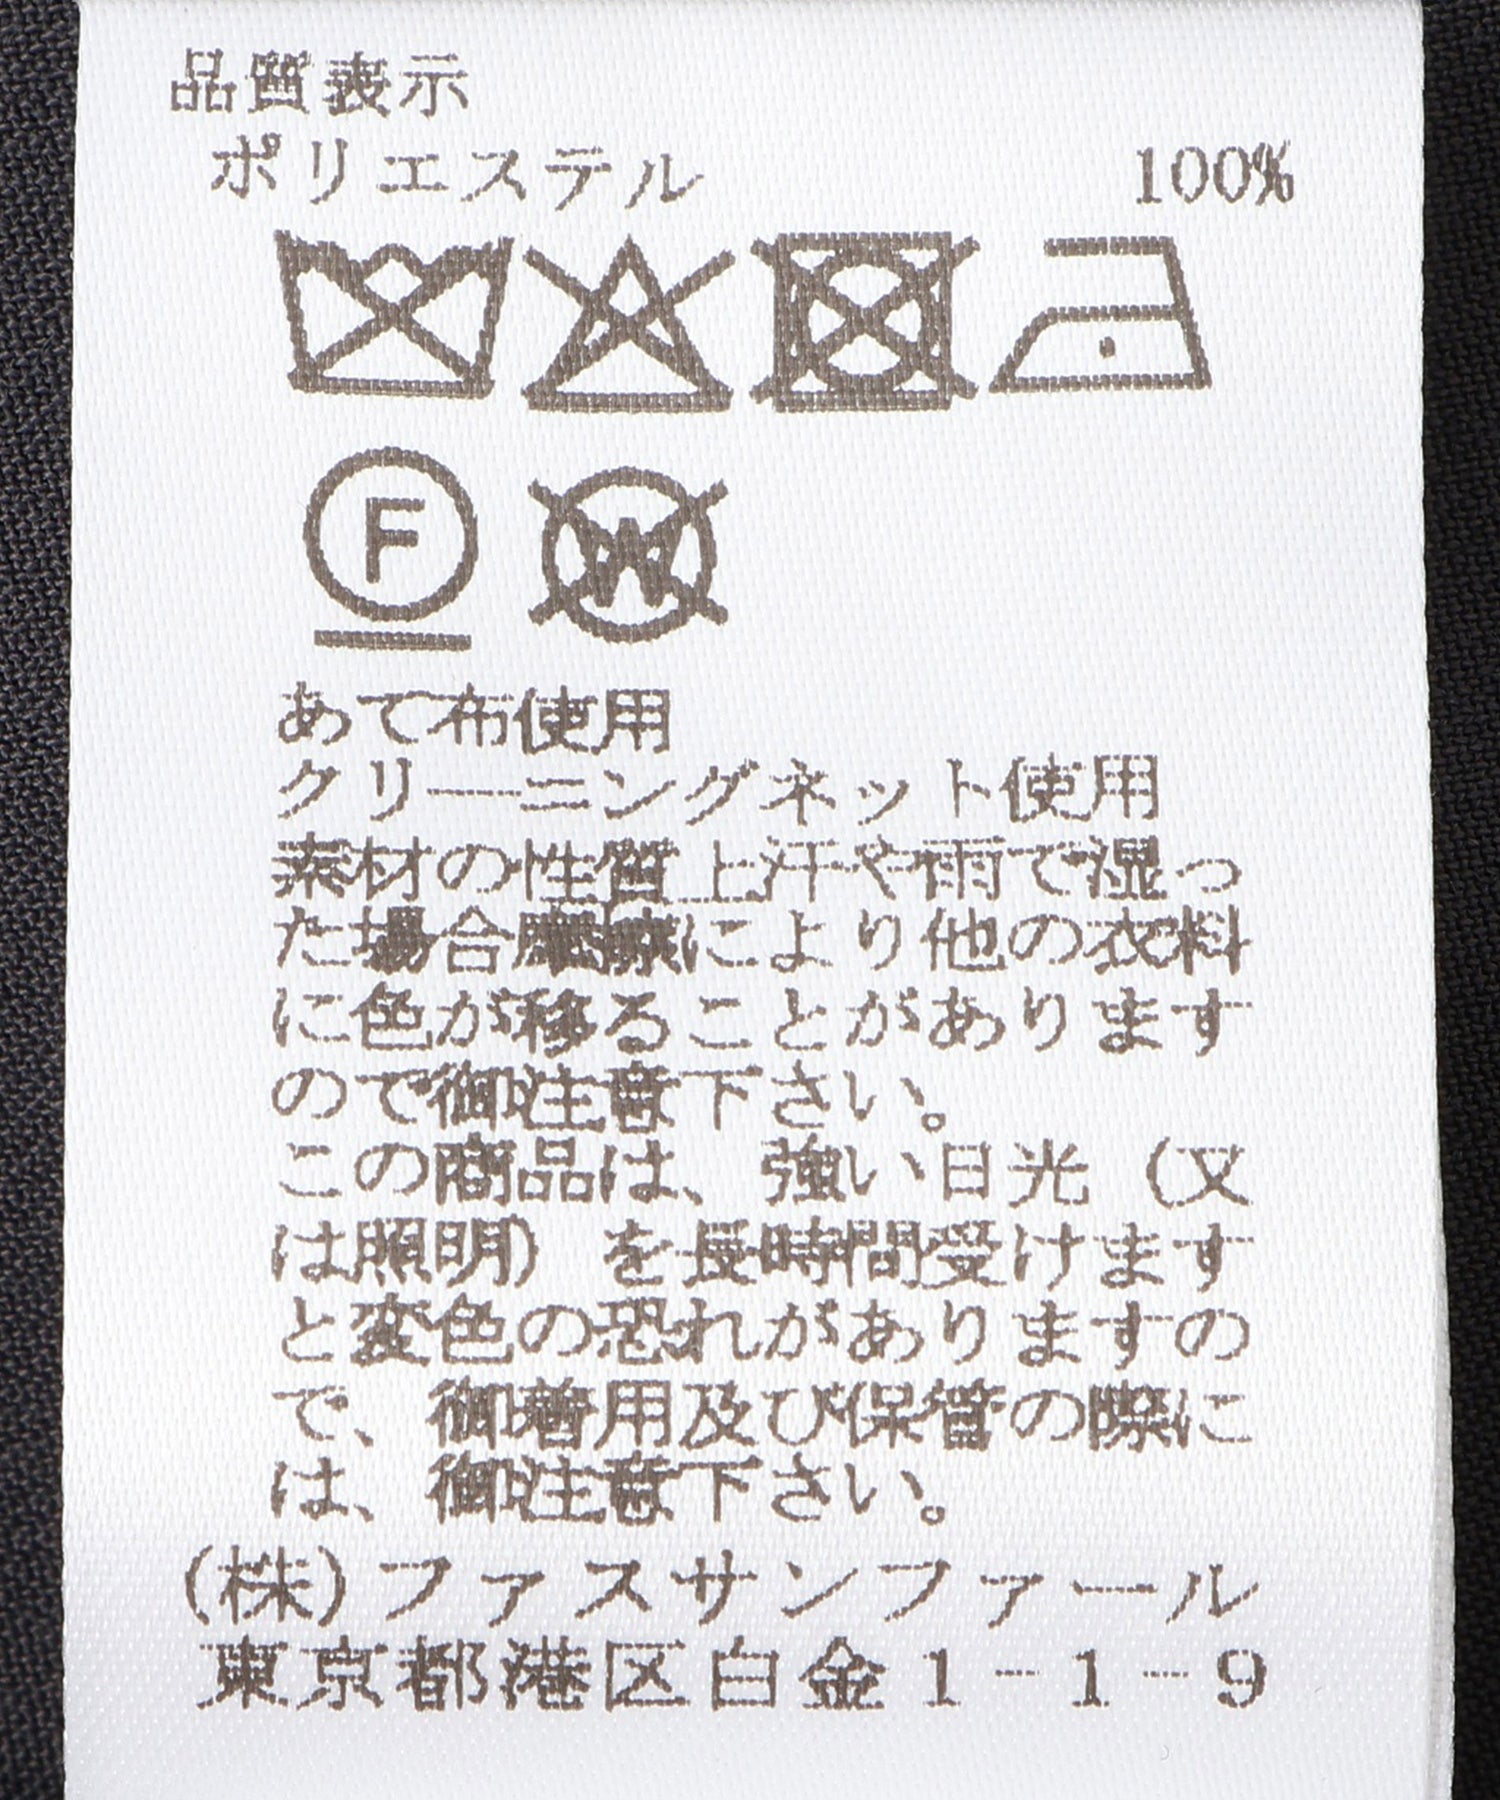 品質表示
ポリエステル 100%
F W
あて布使用
クリーニングネット使用
素材の性質上汗や雨で湿っ
た場合摩擦により他の衣料
に色が移ることがあります
ので御注意下さい。
この商品は、強い日光（又
は照明）を長時間受けます
と変色の恐れがありますの
で、御着用及び保管の際に
は、御注意下さい。
(株)ファスサンファール
東京都港区白金1-1-9